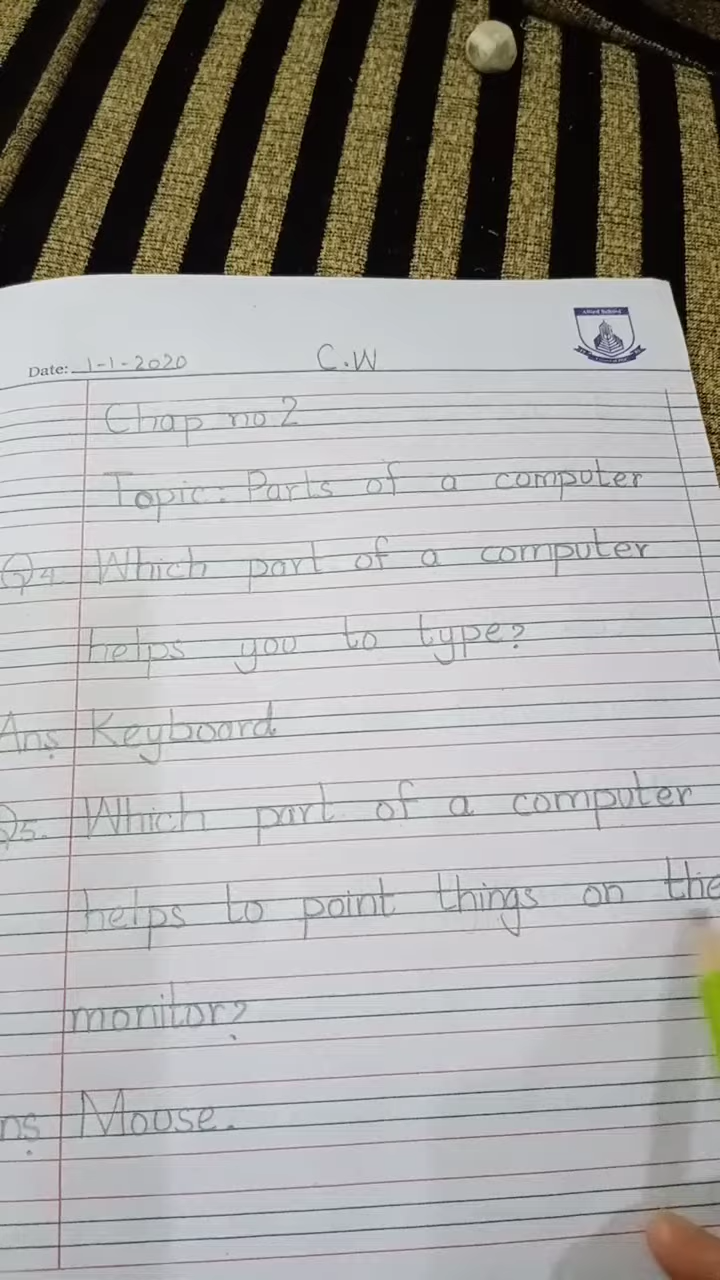 Date: 1-1-2020
C.W
Chap no 2
Topic: Parts of a computer
Q4. Which part of a computer
helps you to type?
Ans Keyboard
Q5. Which part of a computer
helps to point things on the
monitor?
ns Mouse.